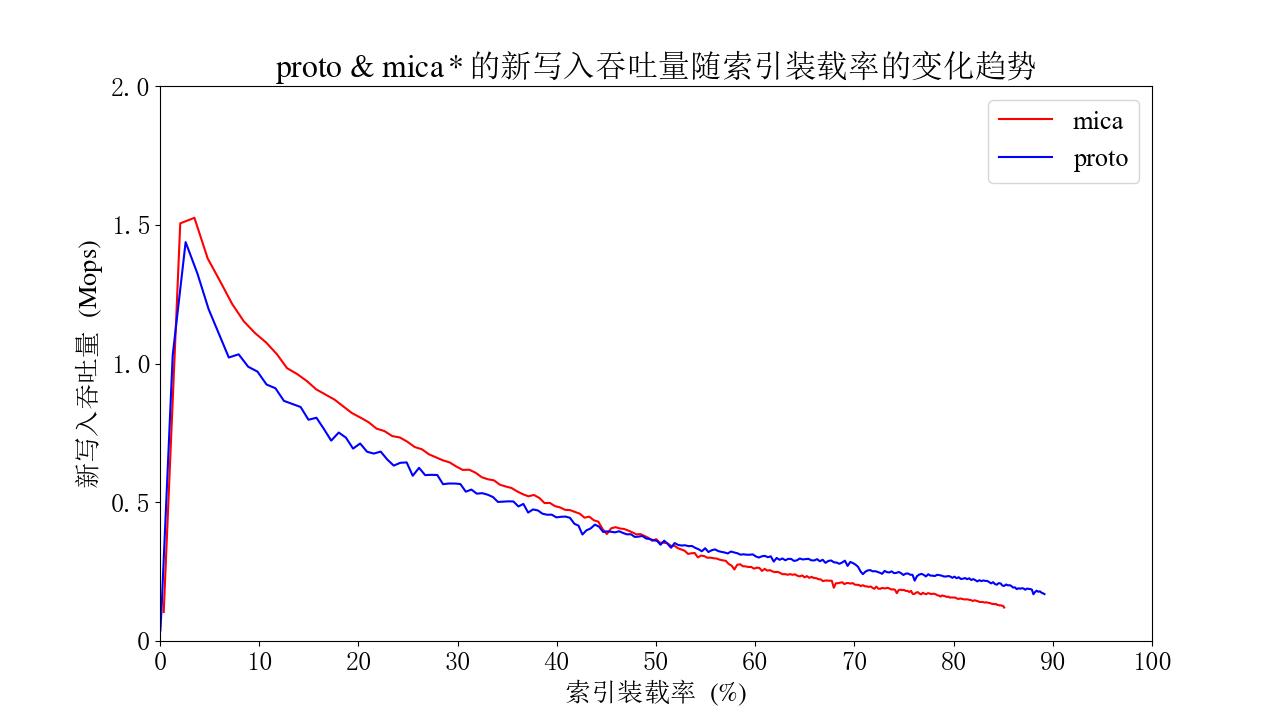 proto & mica * 的新写入吞吐量随索引装载率的变化趋势
2.0
1.5
1.0
0.5
0
新写入吞吐量 (Mops)
mica
proto
0 10 20 30 40 50 60 70 80 90 100
索引装载率 (%)